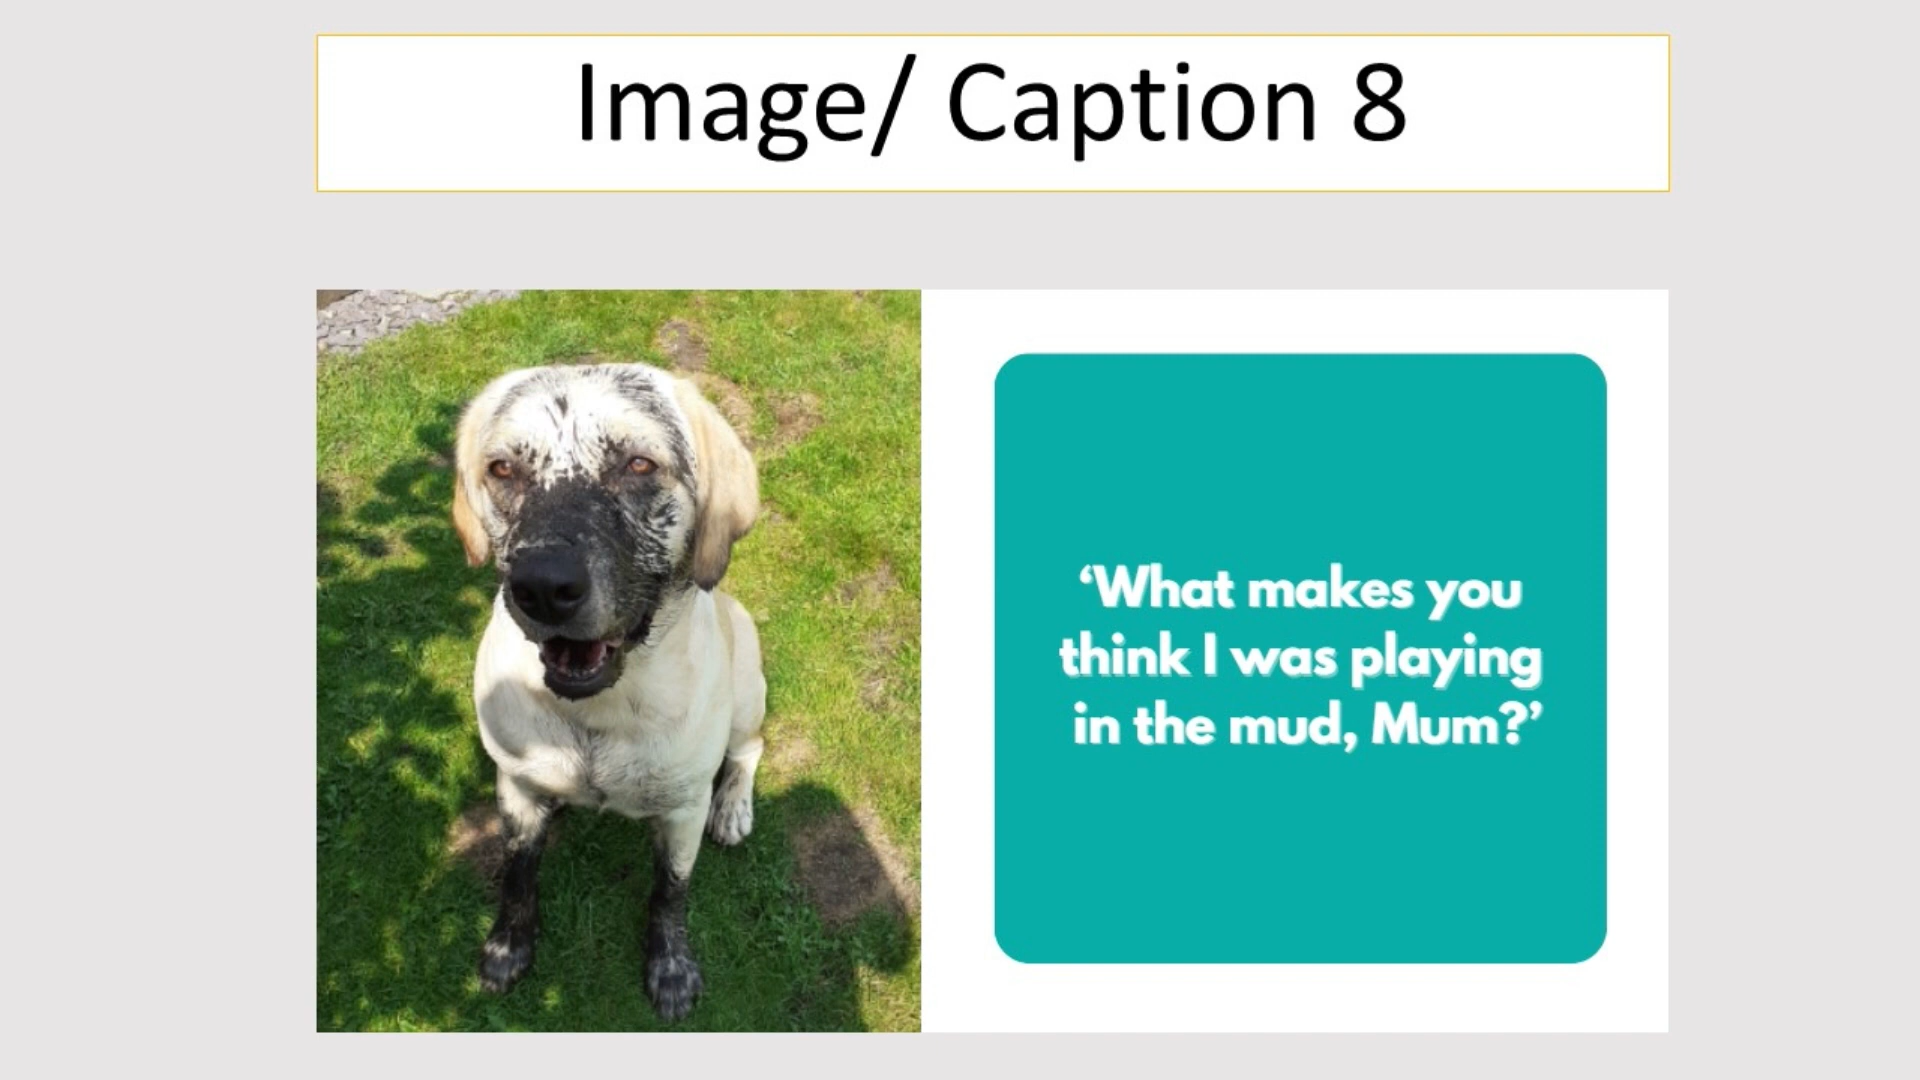 Image/ Caption 8
‘What makes you
think I was playing
in the mud, Mum?’